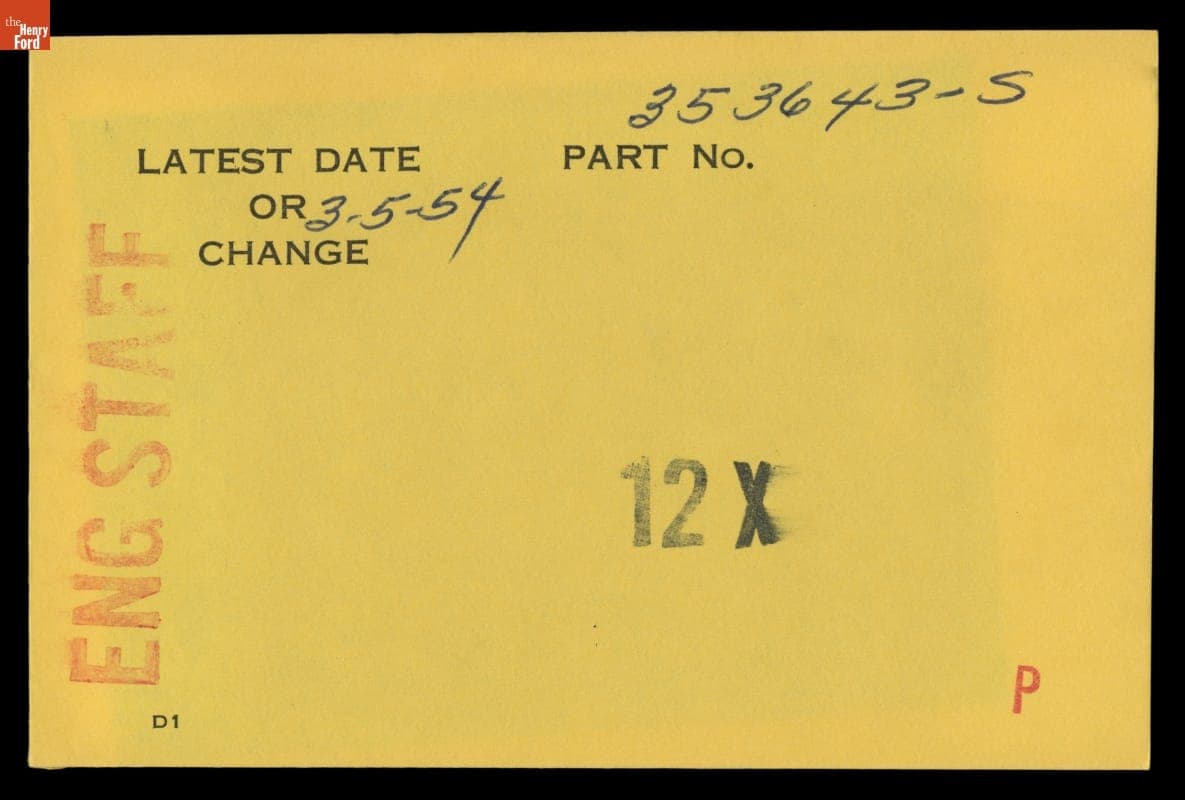 the
Henry
Ford
353643-S
LATEST DATE PART No.
OR 3-5-54
CHANGE
ENG STAFF
12 X
P
D1